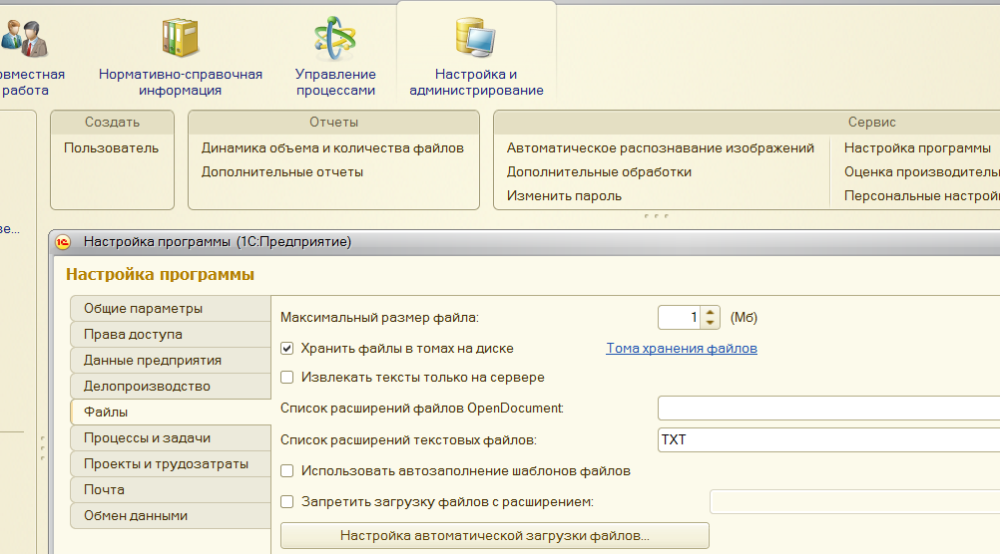 овместная
работа
Нормативно-справочная
информация
Управление
процессами
Настройка и
администрирование
Создать
Пользователь
Отчеты
Динамика объема и количества файлов
Дополнительные отчеты
Сервис
Автоматическое распознавание изображений
Дополнительные обработки
Изменить пароль
Настройка программы
Оценка производитель
Персональные настрой
ве...
1С Настройка программы (1С:Предприятие)
Настройка программы
Общие параметры
Права доступа
Данные предприятия
Делопроизводство
Файлы
Процессы и задачи
Проекты и трудозатраты
Почта
Обмен данными
Максимальный размер файла: 1 (Мб)
Хранить файлы в томах на диске Тома хранения файлов
Извлекать тексты только на сервере
Список расширений файлов OpenDocument:
Список расширений текстовых файлов: TXT
Использовать автозаполнение шаблонов файлов
Запретить загрузку файлов с расширением:
Настройка автоматической загрузки файлов...